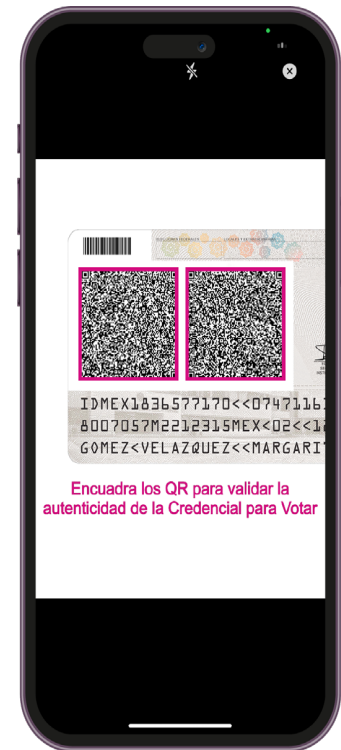 IDMEX1836577170<<0747116
8007057M2212315MEX<02<<1
GOMEZ<VELAZQUEZ<<MARGARI
Encuadra los QR para validar la
autenticidad de la Credencial para Votar